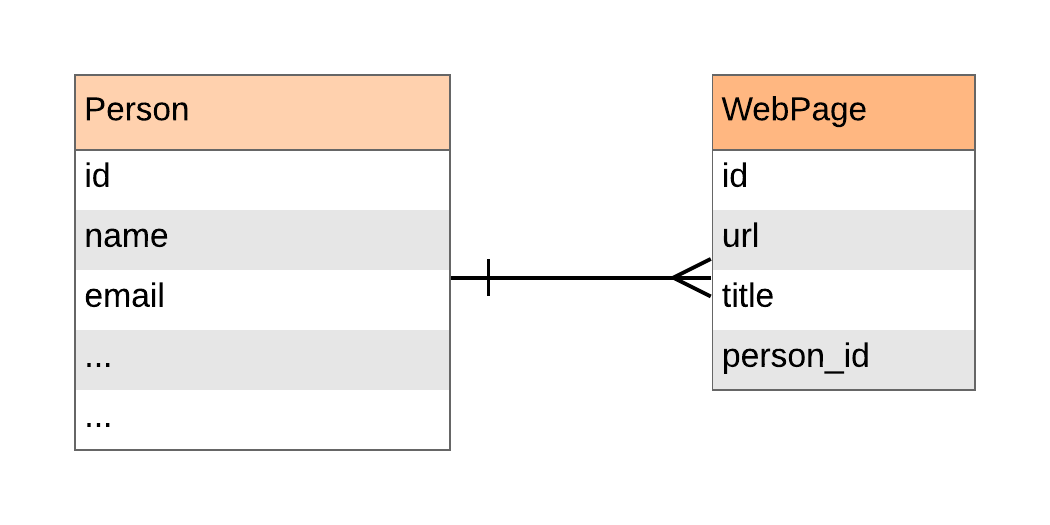 Person
id
name
email
...
...
WebPage
id
url
title
person_id